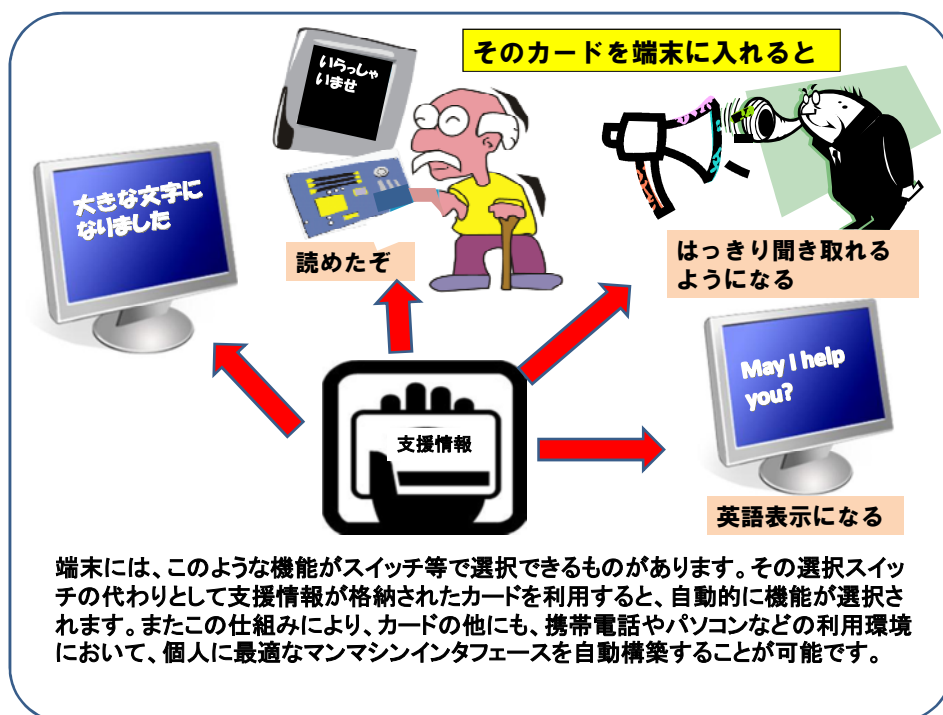 そのカードを端末に入れると
いらっしゃ
いませ
大きな文字に
なりました
読めたぞ
はっきり聞き取れる
ようになる
May I help
you?
支援情報
英語表示になる
端末には、このような機能がスイッチ等で選択できるものがあります。その選択スイッ
チの代わりとして支援情報が格納されたカードを利用すると、自動的に機能が選択さ
れます。またこの仕組みにより、カードの他にも、携帯電話やパソコンなどの利用環境
において、個人に最適なマンマシンインタフェースを自動構築することが可能です。